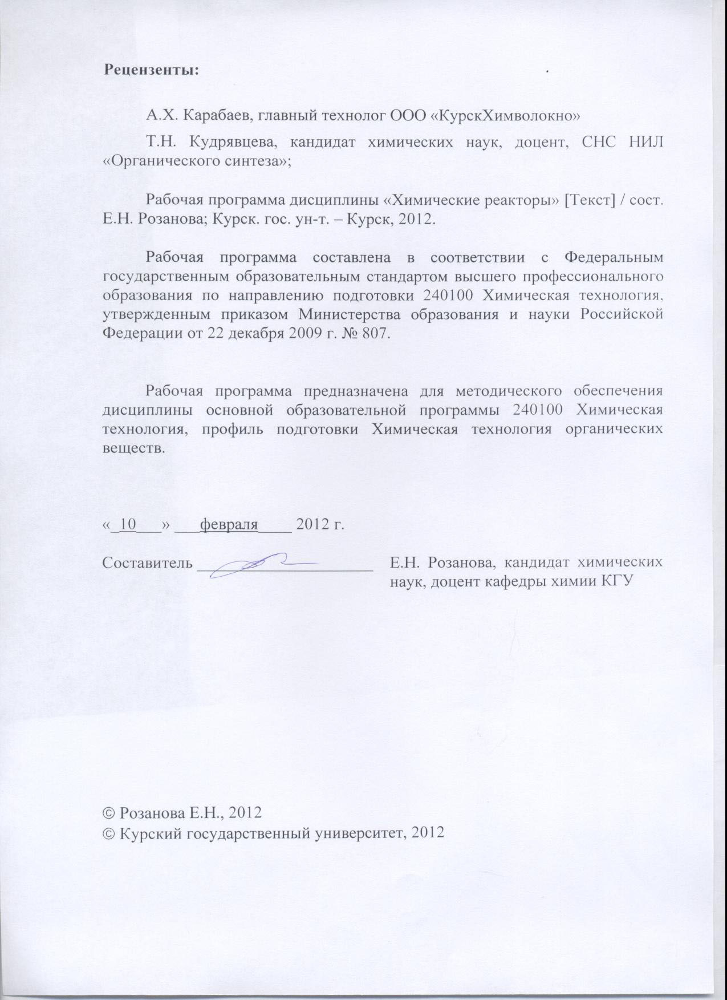 Рецензенты:
А.Х. Карабаев, главный технолог ООО «КурскХимволокно»
Т.Н. Кудрявцева, кандидат химических наук, доцент, СНС НИЛ
«Органического синтеза»;
Рабочая программа дисциплины «Химические реакторы» [Текст] / сост.
Е.Н. Розанова; Курск. гос. ун-т. – Курск, 2012.
Рабочая программа составлена в соответствии с Федеральным
государственным образовательным стандартом высшего профессионального
образования по направлению подготовки 240100 Химическая технология,
утвержденным приказом Министерства образования и науки Российской
Федерации от 22 декабря 2009 г. № 807.
Рабочая программа предназначена для методического обеспечения
дисциплины основной образовательной программы 240100 Химическая
технология, профиль подготовки Химическая технология органических
веществ.
«_10___» ___февраля____ 2012 г.
Составитель ______________________ Е.Н. Розанова, кандидат химических
наук, доцент кафедры химии КГУ
© Розанова Е.Н., 2012
© Курский государственный университет, 2012